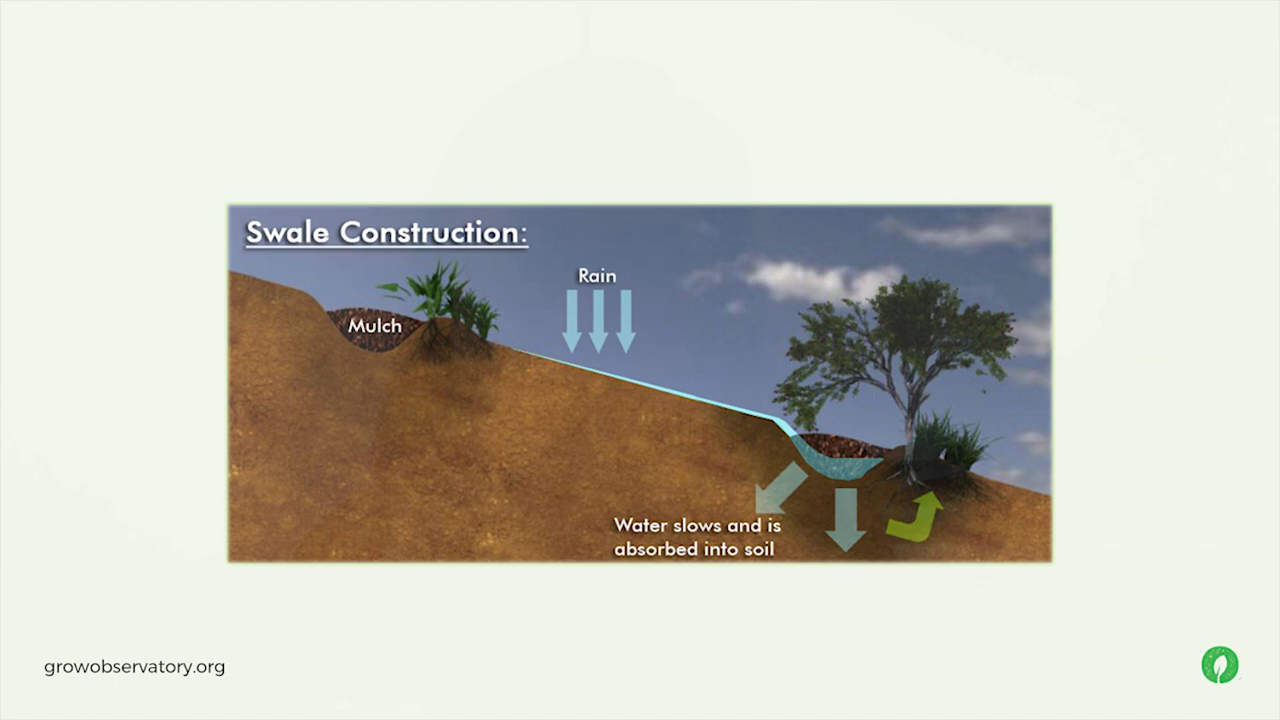 Swale Construction:
Rain
Mulch
Water slows and is
absorbed into soil
growobservatory.org